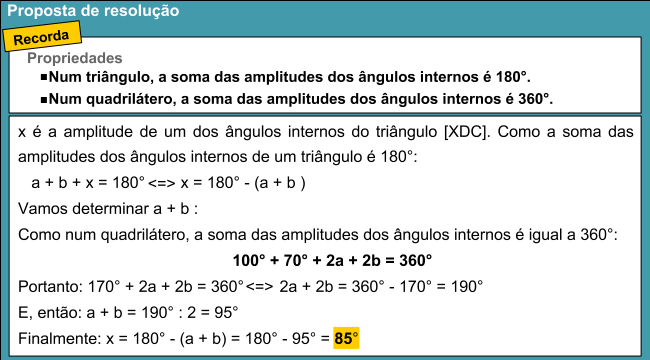 Proposta de resolução
Recorda
Propriedades
▪Num triângulo, a soma das amplitudes dos ângulos internos é 180°.
▪Num quadrilátero, a soma das amplitudes dos ângulos internos é 360°.
x é a amplitude de um dos ângulos internos do triângulo [XDC]. Como a soma das
amplitudes dos ângulos internos de um triângulo é 180°:
a + b + x = 180° <=> x = 180° - (a + b )
Vamos determinar a + b :
Como num quadrilátero, a soma das amplitudes dos ângulos internos é igual a 360°:
100° + 70° + 2a + 2b = 360°
Portanto: 170° + 2a + 2b = 360° <=> 2a + 2b = 360° - 170° = 190°
E, então: a + b = 190° : 2 = 95°
Finalmente: x = 180° - (a + b) = 180° - 95° = 85°